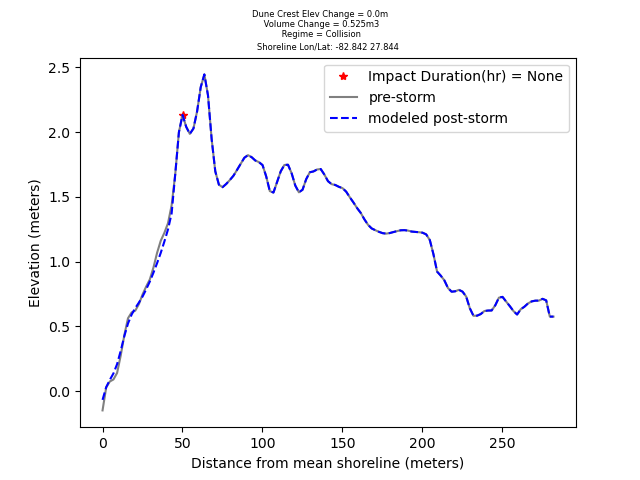 Dune Crest Elev Change = 0.0m
Volume Change = 0.525m3
Regime = Collision
Shoreline Lon/Lat: -82.842 27.844
Impact Duration(hr) = None
pre-storm
modeled post-storm
2.5
2.0
1.5
1.0
0.5
0.0
Elevation (meters)
0 50 100 150 200 250
Distance from mean shoreline (meters)